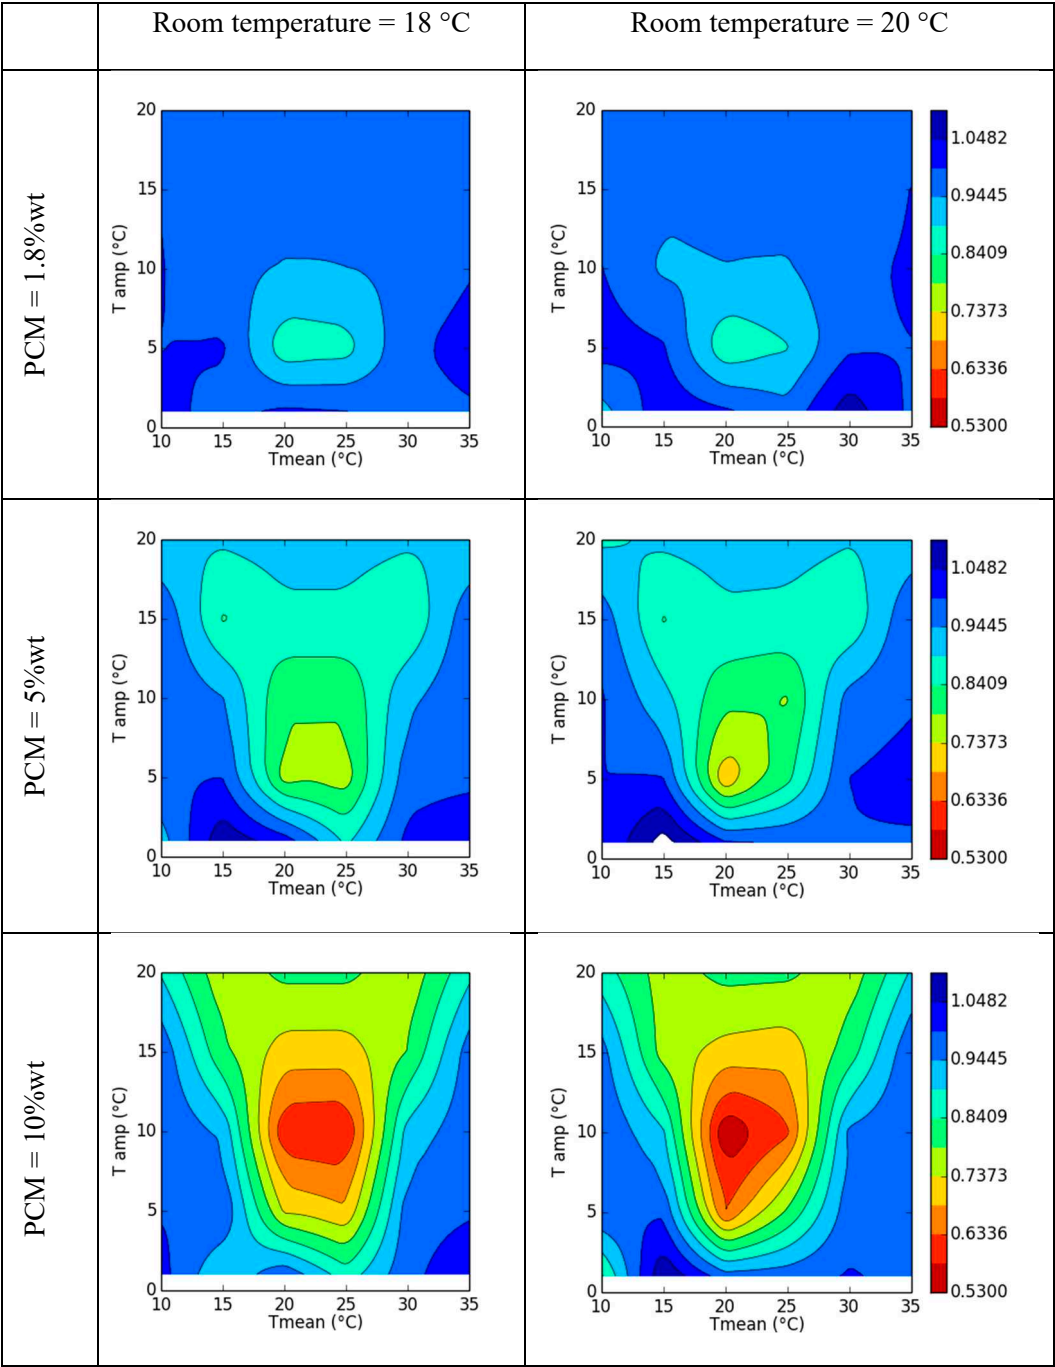 Room temperature = 18 °C
Room temperature = 20 °C
PCM = 1.8%wt
20
15
10
5
0
T amp (°C)
10 15 20 25 30 35
Tmean (°C)
20
15
10
5
0
T amp (°C)
10 15 20 25 30 35
Tmean (°C)
1.0482
0.9445
0.8409
0.7373
0.6336
0.5300
PCM = 5%wt
20
15
10
5
0
T amp (°C)
10 15 20 25 30 35
Tmean (°C)
20
15
10
5
0
T amp (°C)
10 15 20 25 30 35
Tmean (°C)
1.0482
0.9445
0.8409
0.7373
0.6336
0.5300
PCM = 10%wt
20
15
10
5
0
T amp (°C)
10 15 20 25 30 35
Tmean (°C)
20
15
10
5
0
T amp (°C)
10 15 20 25 30 35
Tmean (°C)
1.0482
0.9445
0.8409
0.7373
0.6336
0.5300